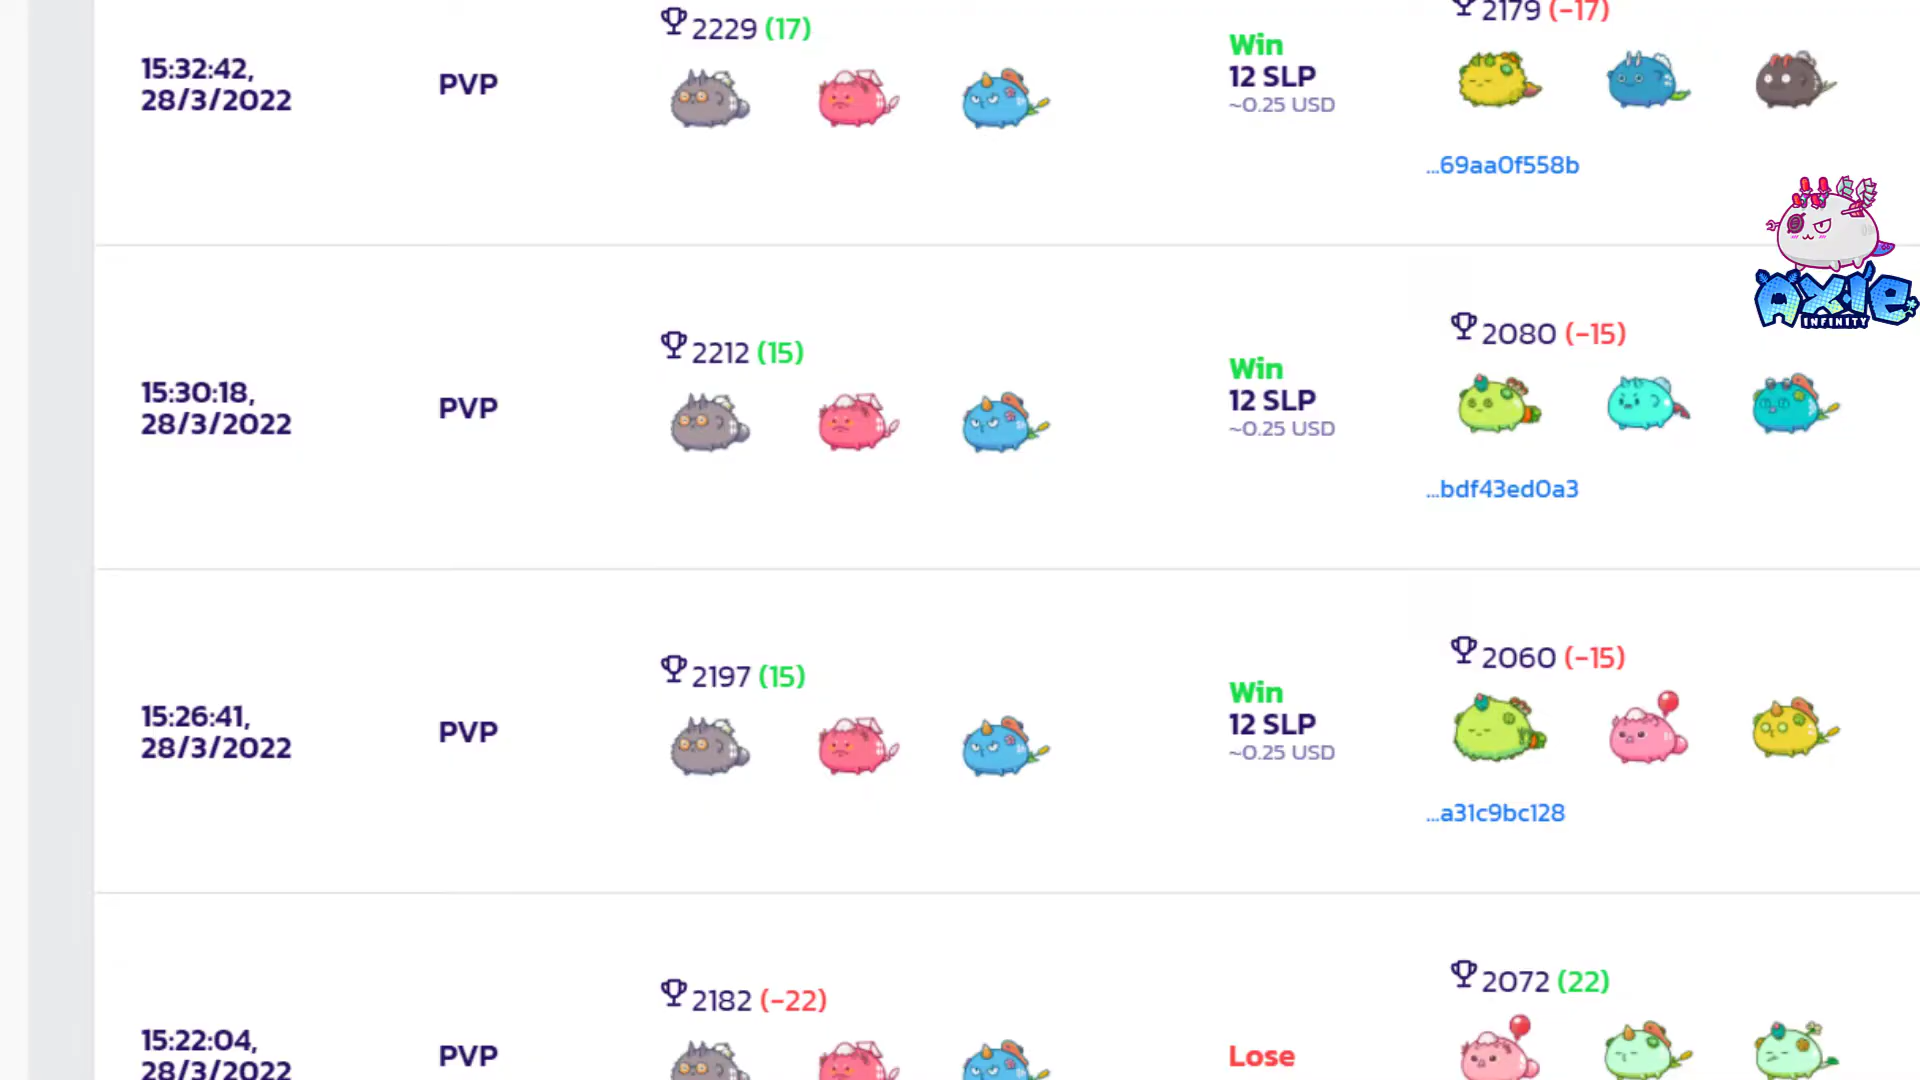 2229 (17)
2179 (-17)
15:32:42,
28/3/2022
PVP
Win
12 SLP
~0.25 USD
...69aa0f558b
AXIE
INFINITY
2212 (15)
2080 (-15)
15:30:18,
28/3/2022
PVP
Win
12 SLP
~0.25 USD
...bdf43ed0a3
2197 (15)
2060 (-15)
15:26:41,
28/3/2022
PVP
Win
12 SLP
~0.25 USD
...a31c9bc128
2182 (-22)
2072 (22)
15:22:04,
28/3/2022
PVP
Lose